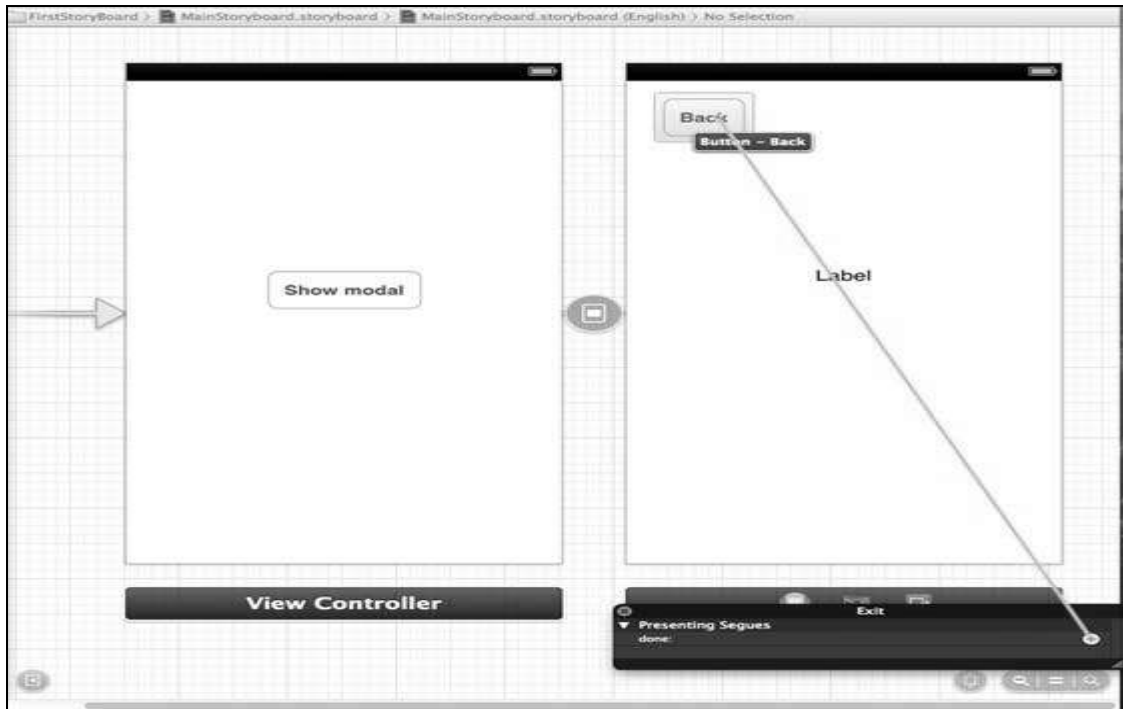 FirstStoryBoard > MainStoryboard.storyboard > MainStoryboard.storyboard (English) > No Selection
Back
Button - Back
Show modal
Label
View Controller
Exit
Presenting Segues
done: